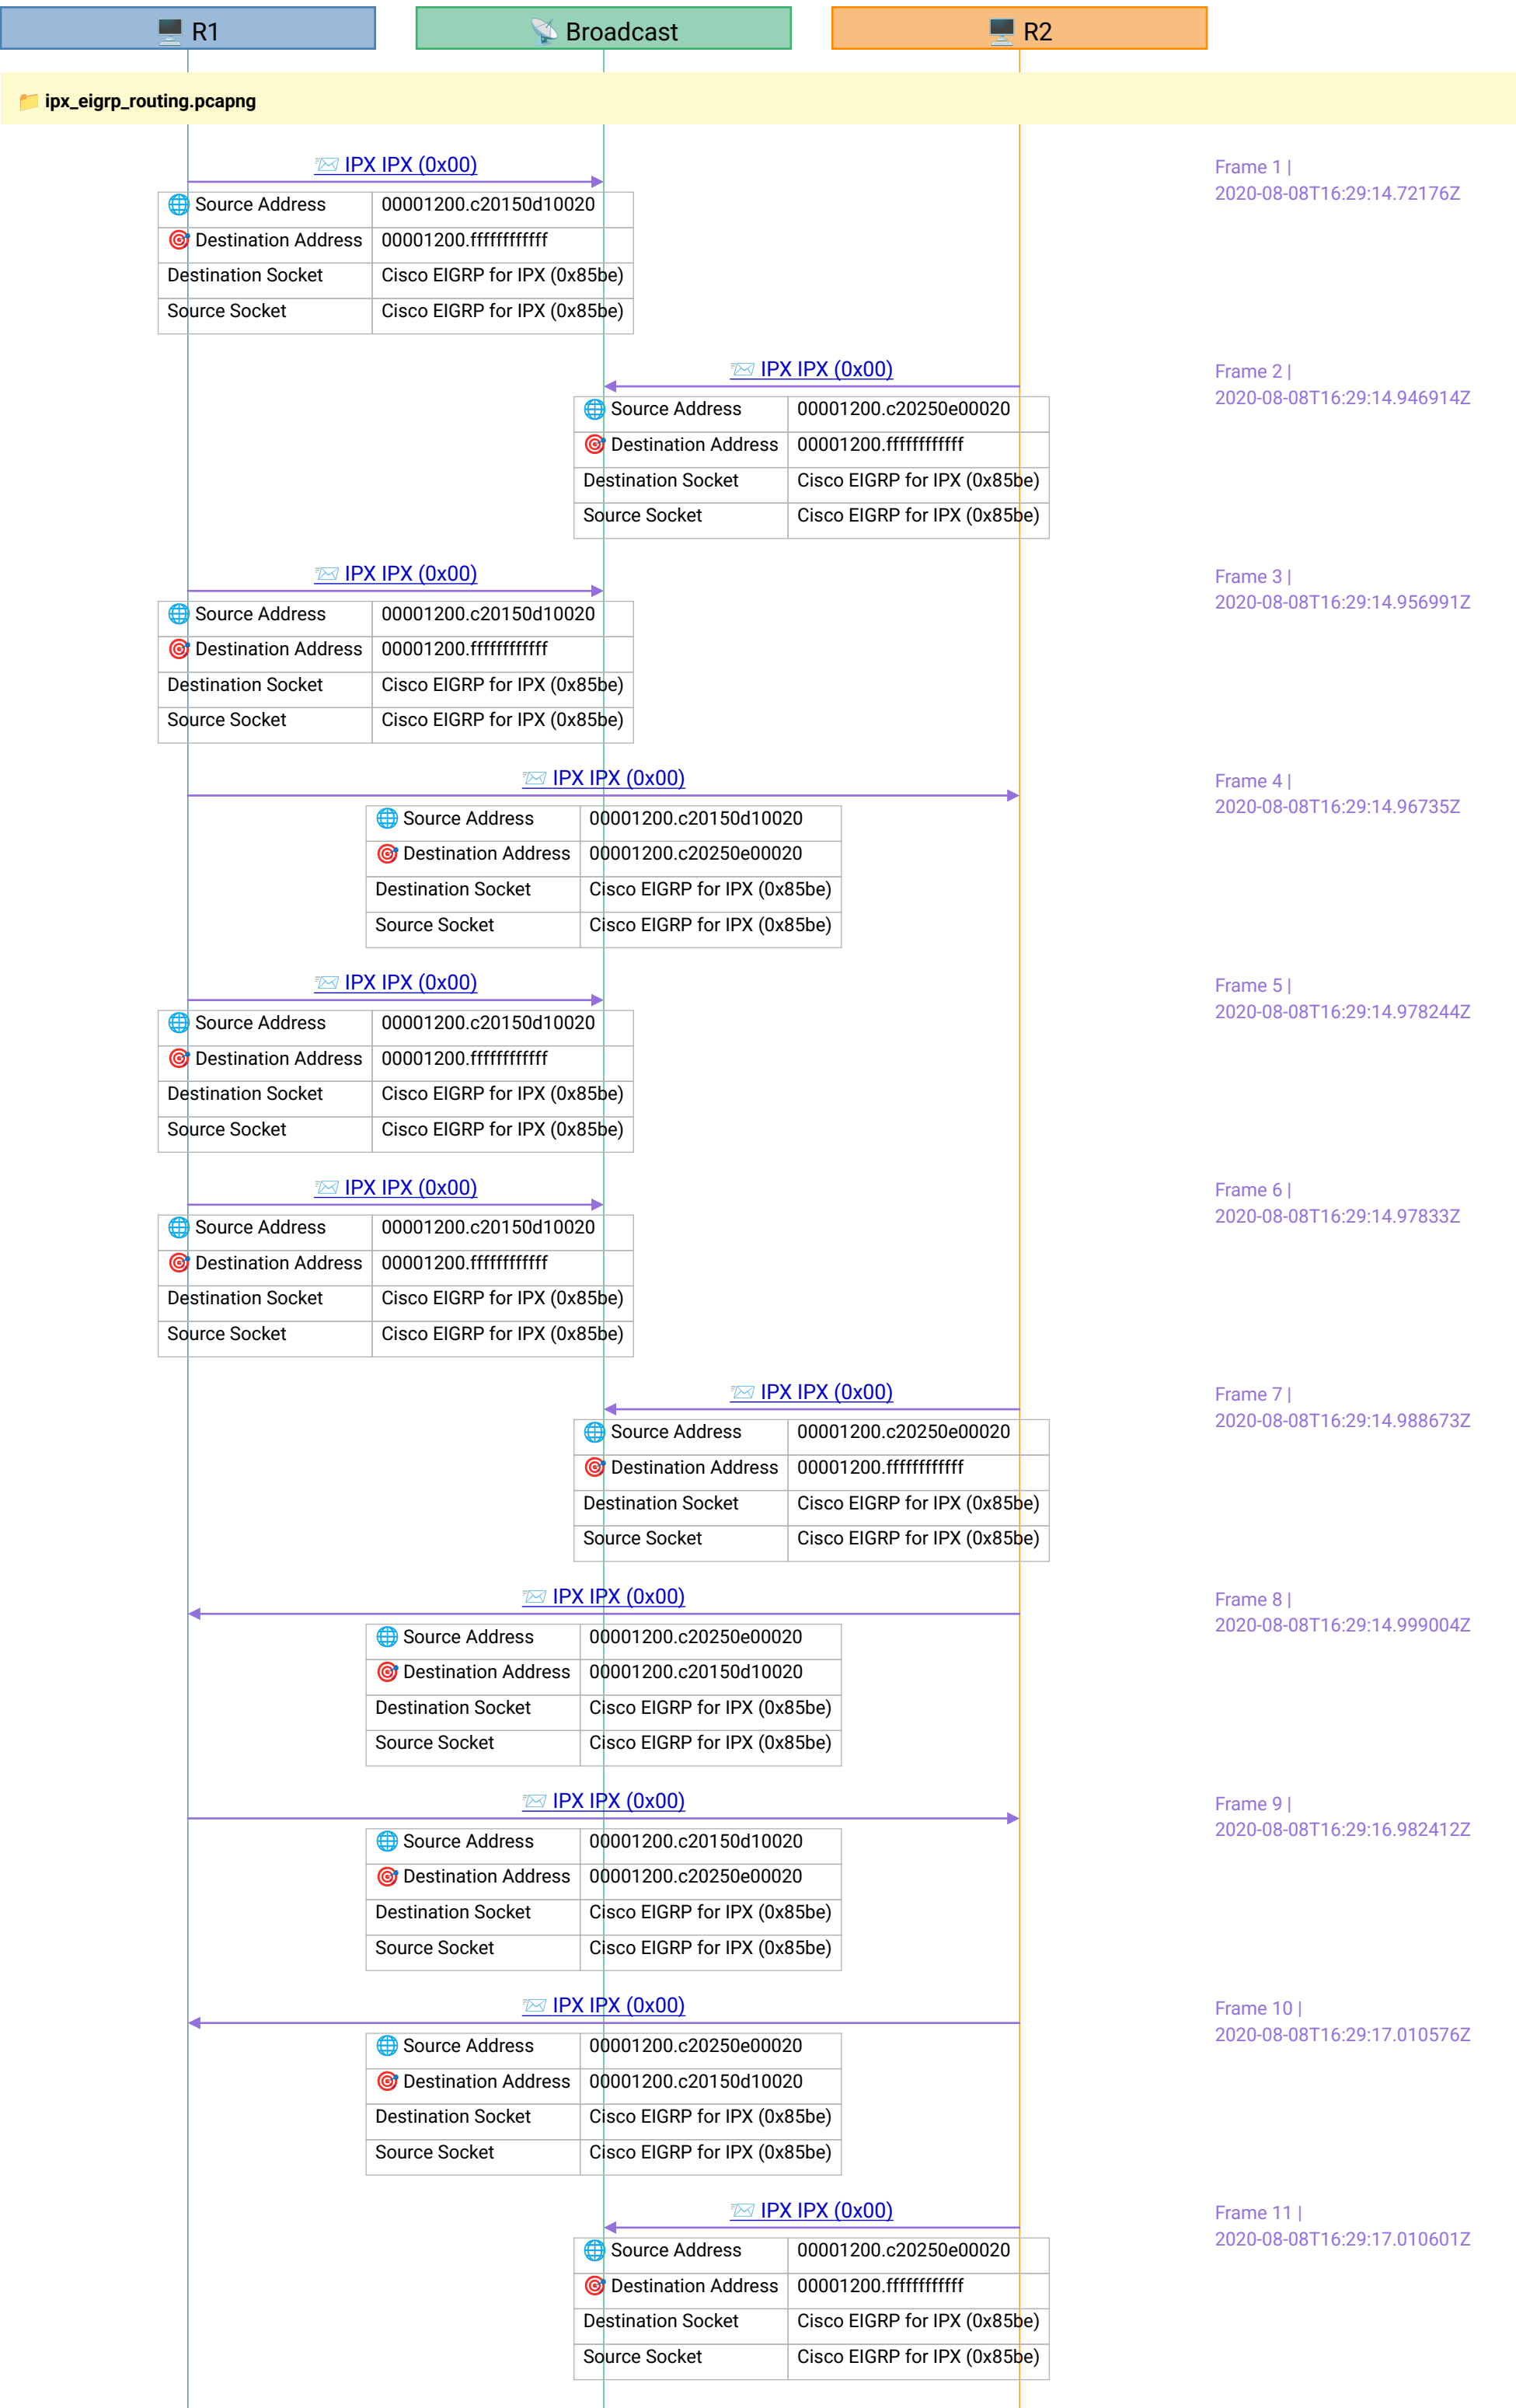 R1
Broadcast
R2
ipx_eigrp_routing.pcapng
IPX IPX (0x00)
Frame 1 |
2020-08-08T16:29:14.72176Z
Source Address 00001200.c20150d10020
Destination Address 00001200.ffffffffffff
Destination Socket Cisco EIGRP for IPX (0x85be)
Source Socket Cisco EIGRP for IPX (0x85be)
IPX IPX (0x00)
Frame 2 |
2020-08-08T16:29:14.946914Z
Source Address 00001200.c20250e00020
Destination Address 00001200.ffffffffffff
Destination Socket Cisco EIGRP for IPX (0x85be)
Source Socket Cisco EIGRP for IPX (0x85be)
IPX IPX (0x00)
Frame 3 |
2020-08-08T16:29:14.956991Z
Source Address 00001200.c20150d10020
Destination Address 00001200.ffffffffffff
Destination Socket Cisco EIGRP for IPX (0x85be)
Source Socket Cisco EIGRP for IPX (0x85be)
IPX IPX (0x00)
Frame 4 |
2020-08-08T16:29:14.96735Z
Source Address 00001200.c20150d10020
Destination Address 00001200.c20250e00020
Destination Socket Cisco EIGRP for IPX (0x85be)
Source Socket Cisco EIGRP for IPX (0x85be)
IPX IPX (0x00)
Frame 5 |
2020-08-08T16:29:14.978244Z
Source Address 00001200.c20150d10020
Destination Address 00001200.ffffffffffff
Destination Socket Cisco EIGRP for IPX (0x85be)
Source Socket Cisco EIGRP for IPX (0x85be)
IPX IPX (0x00)
Frame 6 |
2020-08-08T16:29:14.97833Z
Source Address 00001200.c20150d10020
Destination Address 00001200.ffffffffffff
Destination Socket Cisco EIGRP for IPX (0x85be)
Source Socket Cisco EIGRP for IPX (0x85be)
IPX IPX (0x00)
Frame 7 |
2020-08-08T16:29:14.988673Z
Source Address 00001200.c20250e00020
Destination Address 00001200.ffffffffffff
Destination Socket Cisco EIGRP for IPX (0x85be)
Source Socket Cisco EIGRP for IPX (0x85be)
IPX IPX (0x00)
Frame 8 |
2020-08-08T16:29:14.999004Z
Source Address 00001200.c20250e00020
Destination Address 00001200.c20150d10020
Destination Socket Cisco EIGRP for IPX (0x85be)
Source Socket Cisco EIGRP for IPX (0x85be)
IPX IPX (0x00)
Frame 9 |
2020-08-08T16:29:16.982412Z
Source Address 00001200.c20150d10020
Destination Address 00001200.c20250e00020
Destination Socket Cisco EIGRP for IPX (0x85be)
Source Socket Cisco EIGRP for IPX (0x85be)
IPX IPX (0x00)
Frame 10 |
2020-08-08T16:29:17.010576Z
Source Address 00001200.c20250e00020
Destination Address 00001200.c20150d10020
Destination Socket Cisco EIGRP for IPX (0x85be)
Source Socket Cisco EIGRP for IPX (0x85be)
IPX IPX (0x00)
Frame 11 |
2020-08-08T16:29:17.010601Z
Source Address 00001200.c20250e00020
Destination Address 00001200.ffffffffffff
Destination Socket Cisco EIGRP for IPX (0x85be)
Source Socket Cisco EIGRP for IPX (0x85be)